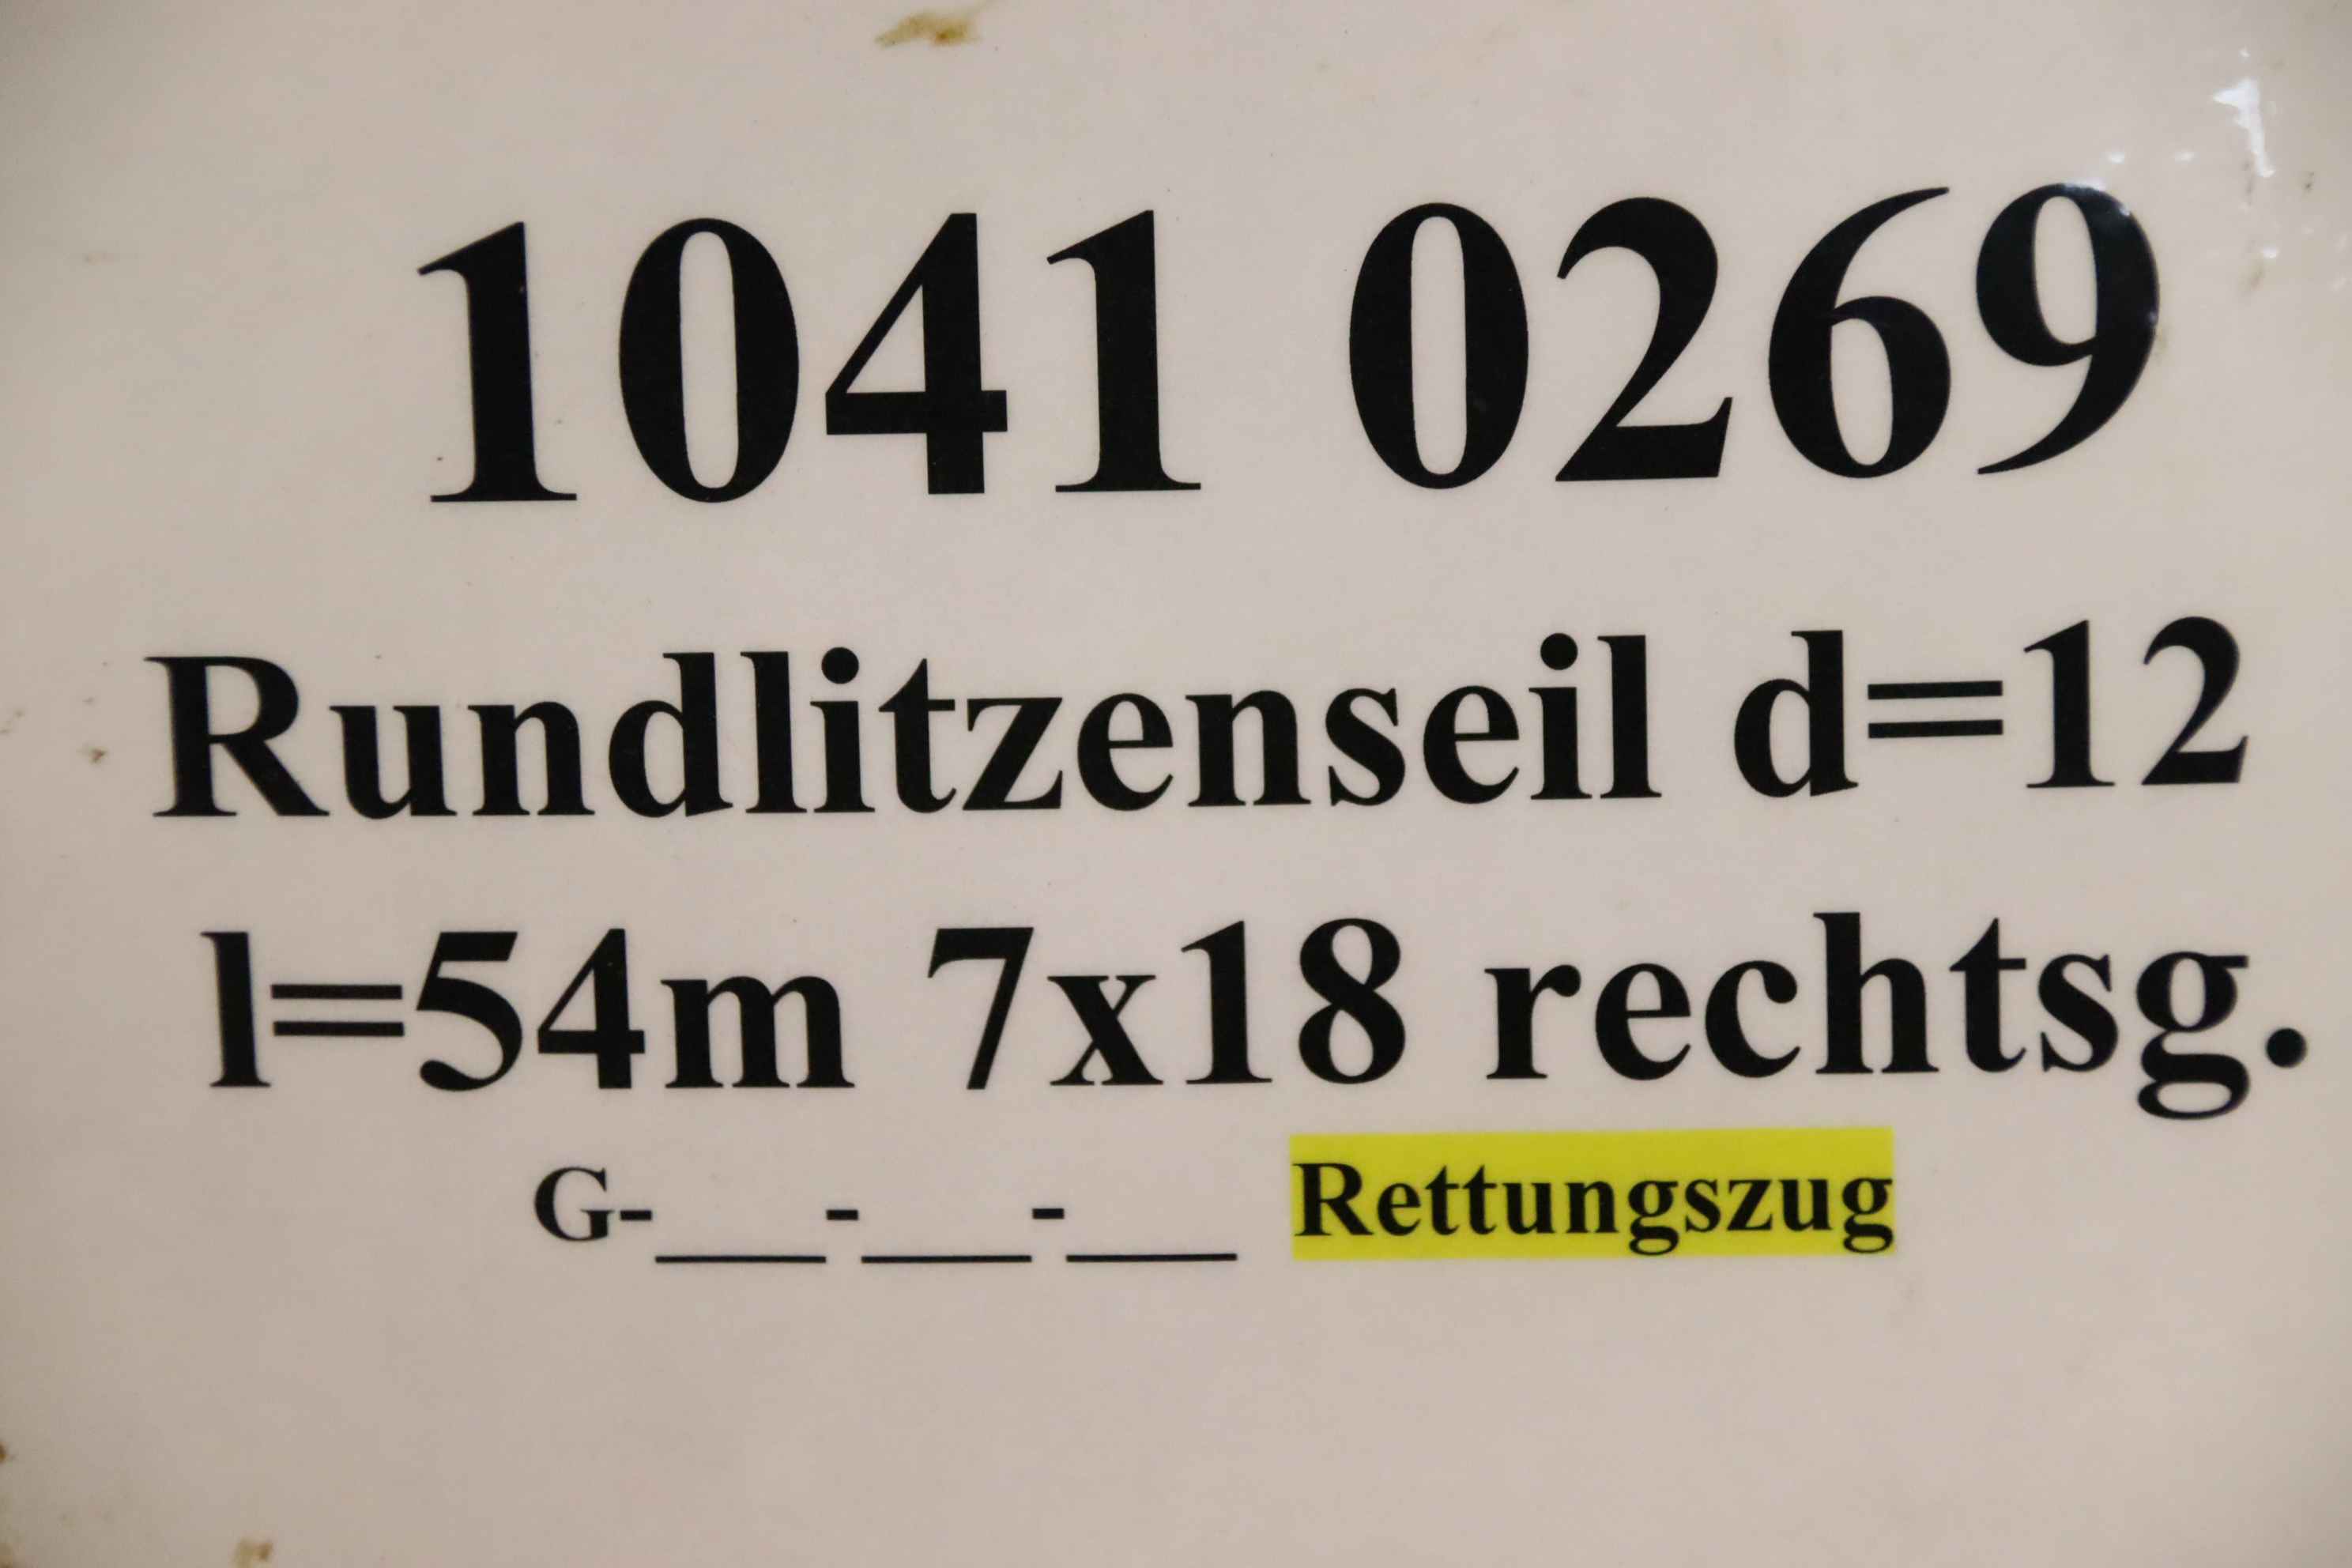 1041 0269
Rundlitzenseil d=12
l=54m 7x18 rechtsg.
G-___-___-___ Rettungszug